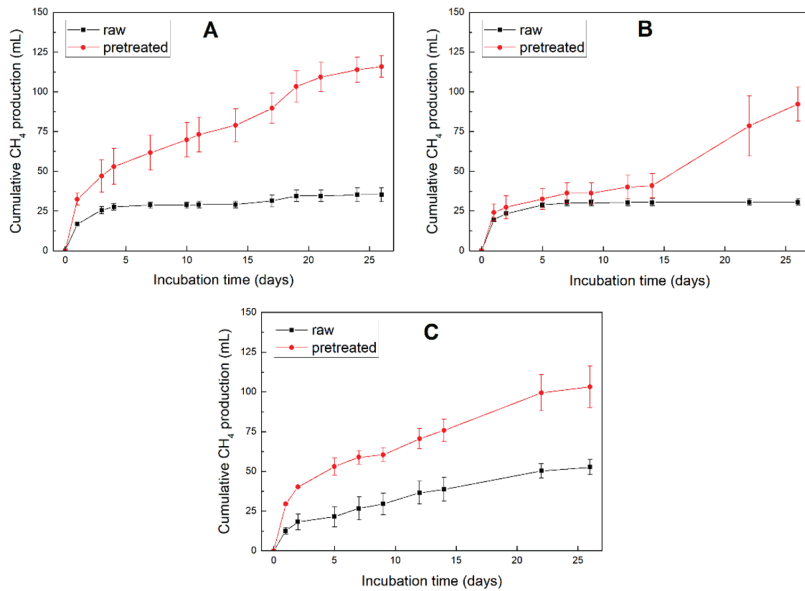 A
raw
pretreated
Cumulative CH₄ production (mL)
150
125
100
75
50
25
0
0 5 10 15 20 25
Incubation time (days)
B
raw
pretreated
Cumulative CH₄ production (mL)
150
125
100
75
50
25
0
0 5 10 15 20 25
Incubation time (days)
C
raw
pretreated
Cumulative CH₄ production (mL)
150
125
100
75
50
25
0
0 5 10 15 20 25
Incubation time (days)